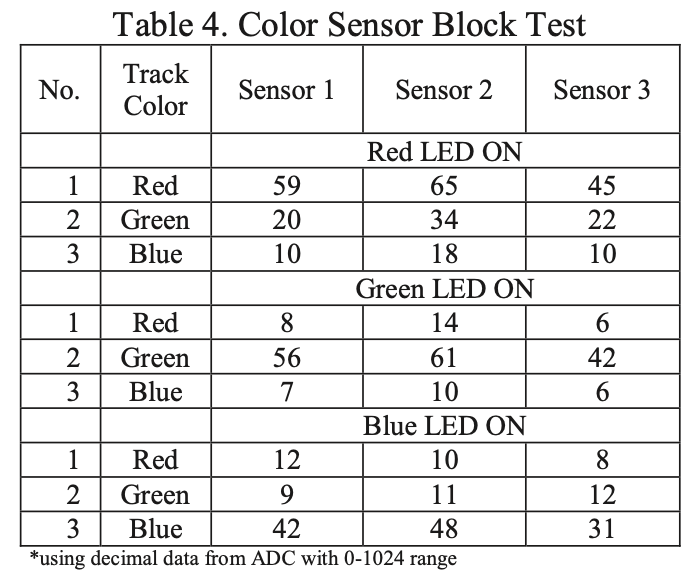 Table 4. Color Sensor Block Test
No. Track Color Sensor 1 Sensor 2 Sensor 3
Red LED ON
1 Red 59 65 45
2 Green 20 34 22
3 Blue 10 18 10
Green LED ON
1 Red 8 14 6
2 Green 56 61 42
3 Blue 7 10 6
Blue LED ON
1 Red 12 10 8
2 Green 9 11 12
3 Blue 42 48 31
*using decimal data from ADC with 0-1024 range